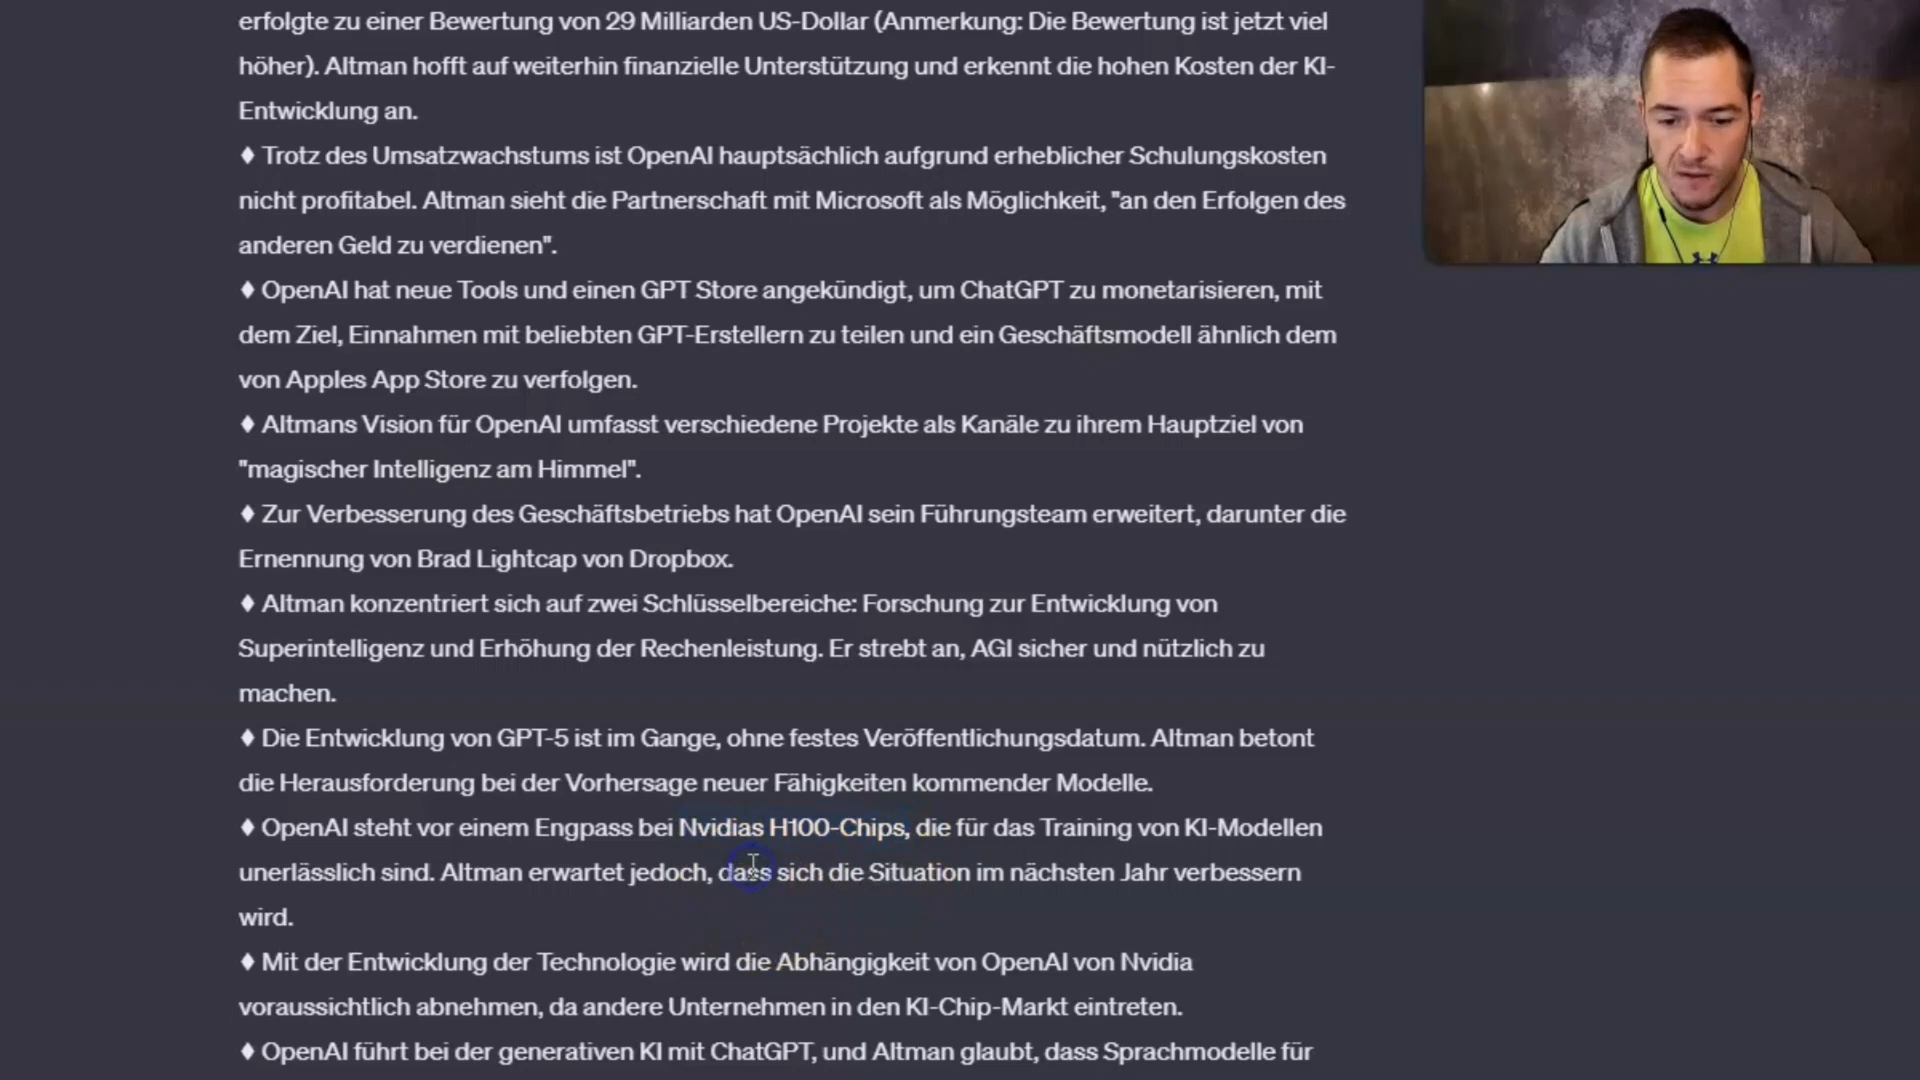 erfolgte zu einer Bewertung von 29 Milliarden US-Dollar (Anmerkung: Die Bewertung ist jetzt viel
höher). Altman hofft auf weiterhin finanzielle Unterstützung und erkennt die hohen Kosten der KI-
Entwicklung an.
♦ Trotz des Umsatzwachstums ist OpenAI hauptsächlich aufgrund erheblicher Schulungskosten
nicht profitabel. Altman sieht die Partnerschaft mit Microsoft als Möglichkeit, "an den Erfolgen des
anderen Geld zu verdienen".
♦ OpenAI hat neue Tools und einen GPT Store angekündigt, um ChatGPT zu monetarisieren, mit
dem Ziel, Einnahmen mit beliebten GPT-Erstellern zu teilen und ein Geschäftsmodell ähnlich dem
von Apples App Store zu verfolgen.
♦ Altmans Vision für OpenAI umfasst verschiedene Projekte als Kanäle zu ihrem Hauptziel von
"magischer Intelligenz am Himmel".
♦ Zur Verbesserung des Geschäftsbetriebs hat OpenAI sein Führungsteam erweitert, darunter die
Ernennung von Brad Lightcap von Dropbox.
♦ Altman konzentriert sich auf zwei Schlüsselbereiche: Forschung zur Entwicklung von
Superintelligenz und Erhöhung der Rechenleistung. Er strebt an, AGI sicher und nützlich zu
machen.
♦ Die Entwicklung von GPT-5 ist im Gange, ohne festes Veröffentlichungsdatum. Altman betont
die Herausforderung bei der Vorhersage neuer Fähigkeiten kommender Modelle.
♦ OpenAI steht vor einem Engpass bei Nvidias H100-Chips, die für das Training von KI-Modellen
unerlässlich sind. Altman erwartet jedoch, dass sich die Situation im nächsten Jahr verbessern
wird.
♦ Mit der Entwicklung der Technologie wird die Abhängigkeit von OpenAI von Nvidia
voraussichtlich abnehmen, da andere Unternehmen in den KI-Chip-Markt eintreten.
♦ OpenAI führt bei der generativen KI mit ChatGPT, und Altman glaubt, dass Sprachmodelle für